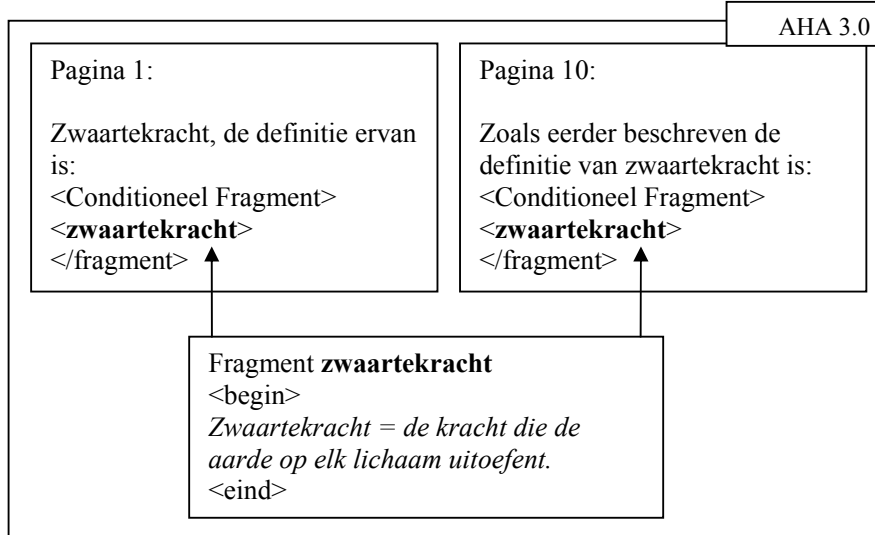 AHA 3.0
Pagina 1:
Zwaartekracht, de definitie ervan
is:
<Conditioneel Fragment>
<zwaartekracht>
</fragment>
Pagina 10:
Zoals eerder beschreven de
definitie van zwaartekracht is:
<Conditioneel Fragment>
<zwaartekracht>
</fragment>
Fragment zwaartekracht
<begin>
Zwaartekracht = de kracht die de
aarde op elk lichaam uitoefent.
<eind>